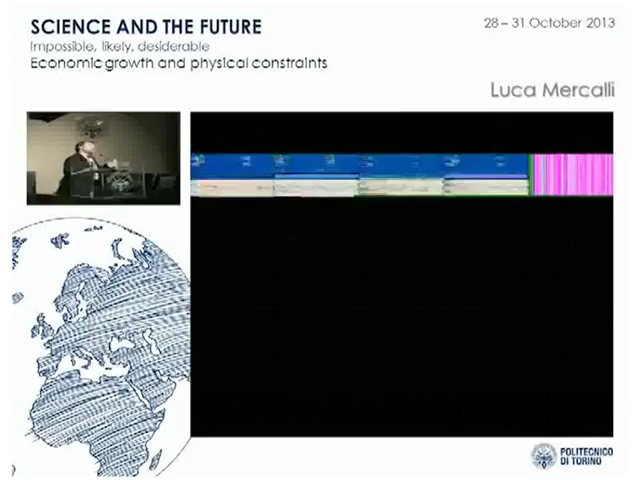 SCIENCE AND THE FUTURE
Impossible, likely, desiderable
Economic growth and physical constraints
28 – 31 October 2013
Luca Mercalli
POLITECNICO
DI TORINO